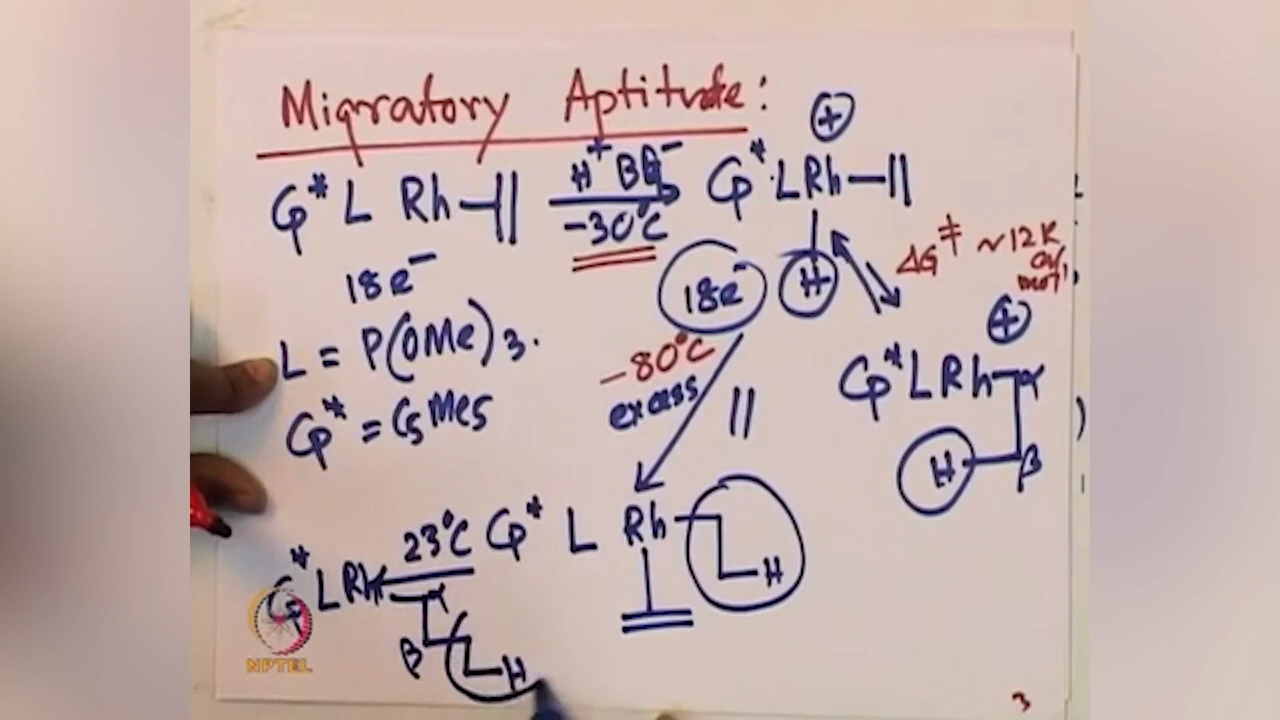 Migratory Aptitude:
Cp* L Rh-||
H+ BF4-
-30°C
Cp* LRh-||
+
H
18e-
18e-
ΔG‡ ~12 K
cal
mol
L = P(OMe)3.
Cp* = C5Me5
-80°C
excess
||
+
Cp* L Rh α
H β
Cp* L Rh
H
23°C
Cp* L Rh α
β
H
NPTEL
3